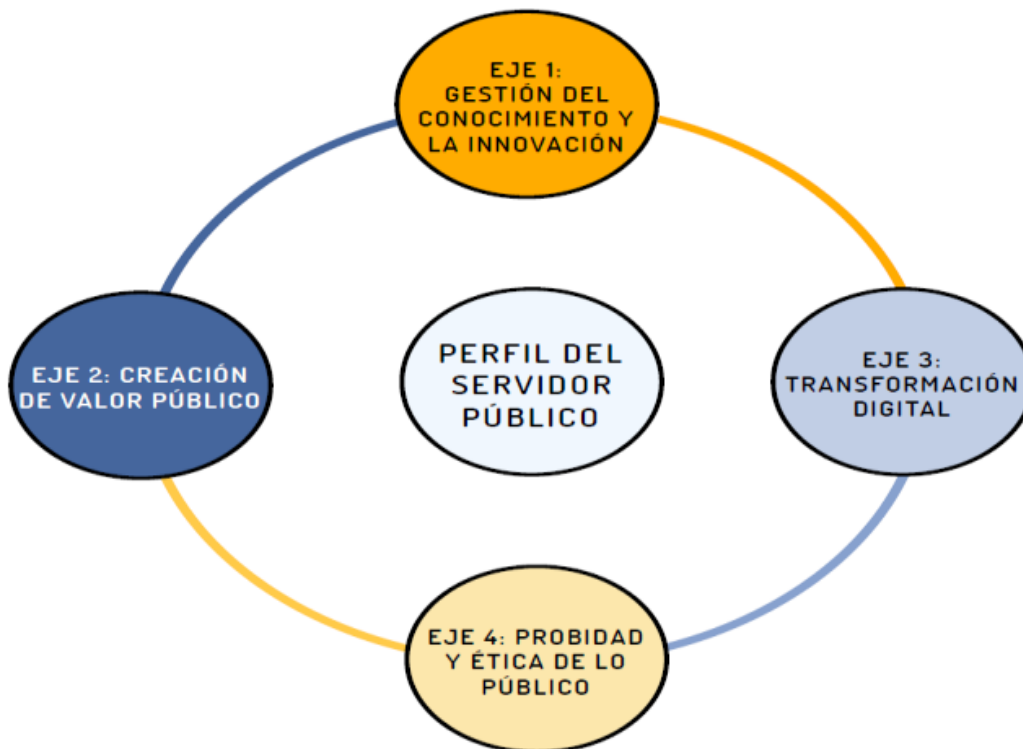 EJE 1:
GESTIÓN DEL
CONOCIMIENTO Y
LA INNOVACIÓN
EJE 2: CREACIÓN
DE VALOR PÚBLICO
PERFIL DEL
SERVIDOR
PÚBLICO
EJE 3:
TRANSFORMACIÓN
DIGITAL
EJE 4: PROBIDAD
Y ÉTICA DE LO
PÚBLICO